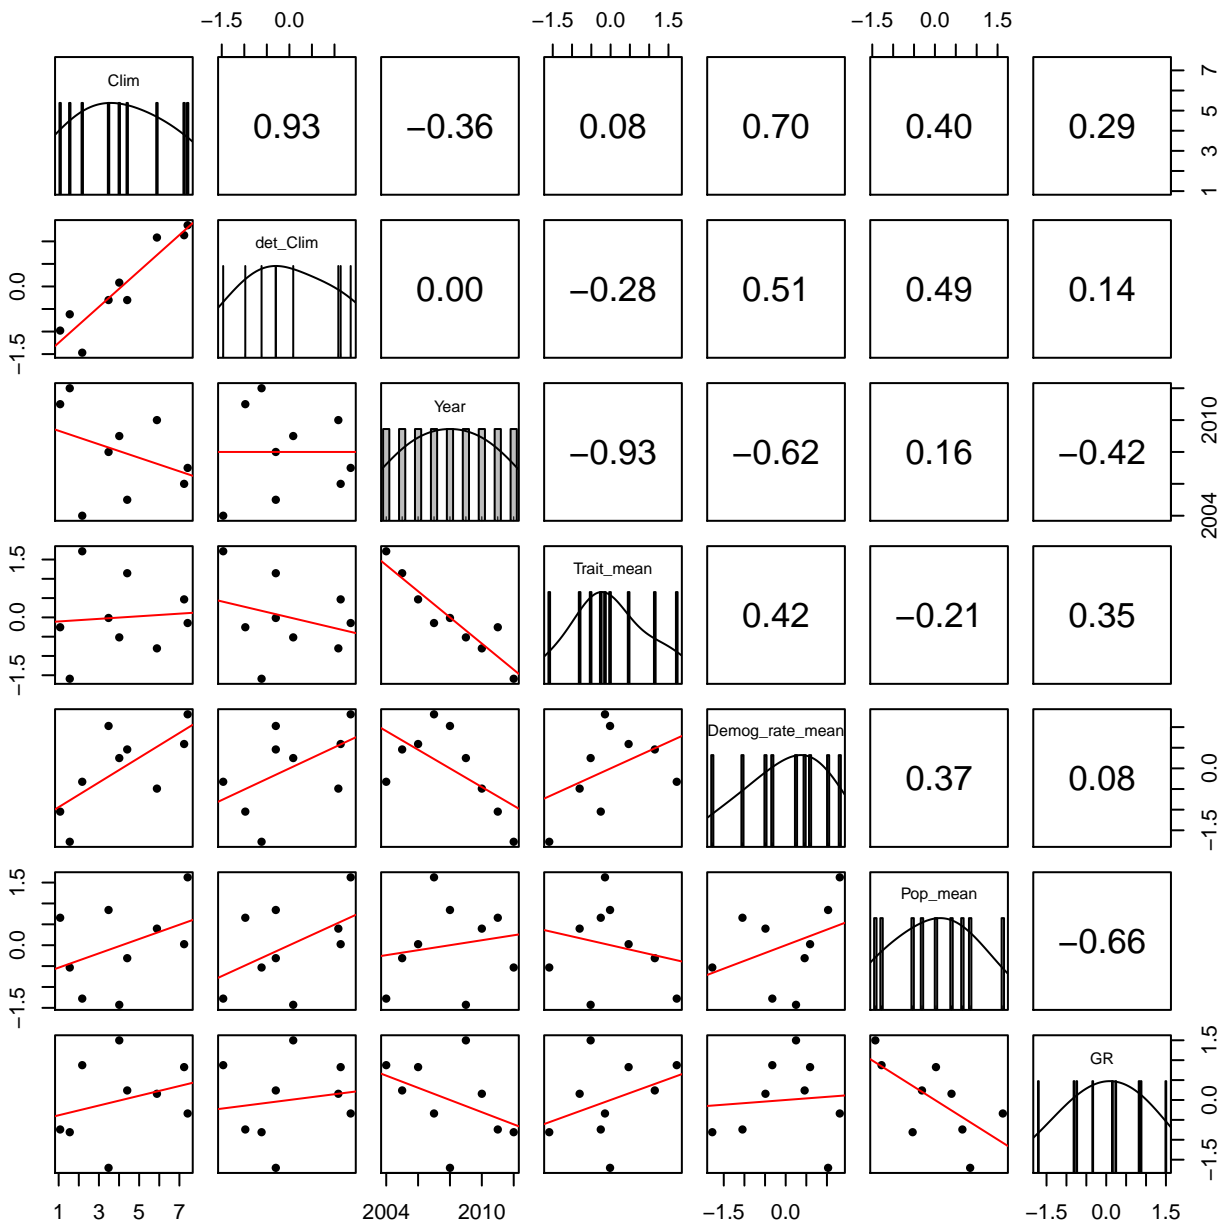 −1.5 0.0 −1.5 0.0 1.5 −1.5 0.0 1.5
Clim 0.93 −0.36 0.08 0.70 0.40 0.29 1 3 5 7
−1.5 0.0 det_Clim 0.00 −0.28 0.51 0.49 0.14
Year −0.93 −0.62 0.16 −0.42 2004 2010
−1.5 0.0 1.5 Trait_mean 0.42 −0.21 0.35
Demog_rate_mean 0.37 0.08 −1.5 0.0
−1.5 0.0 1.5 Pop_mean −0.66
GR −1.5 0.0 1.5
1 3 5 7 2004 2010 −1.5 0.0 −1.5 0.0 1.5